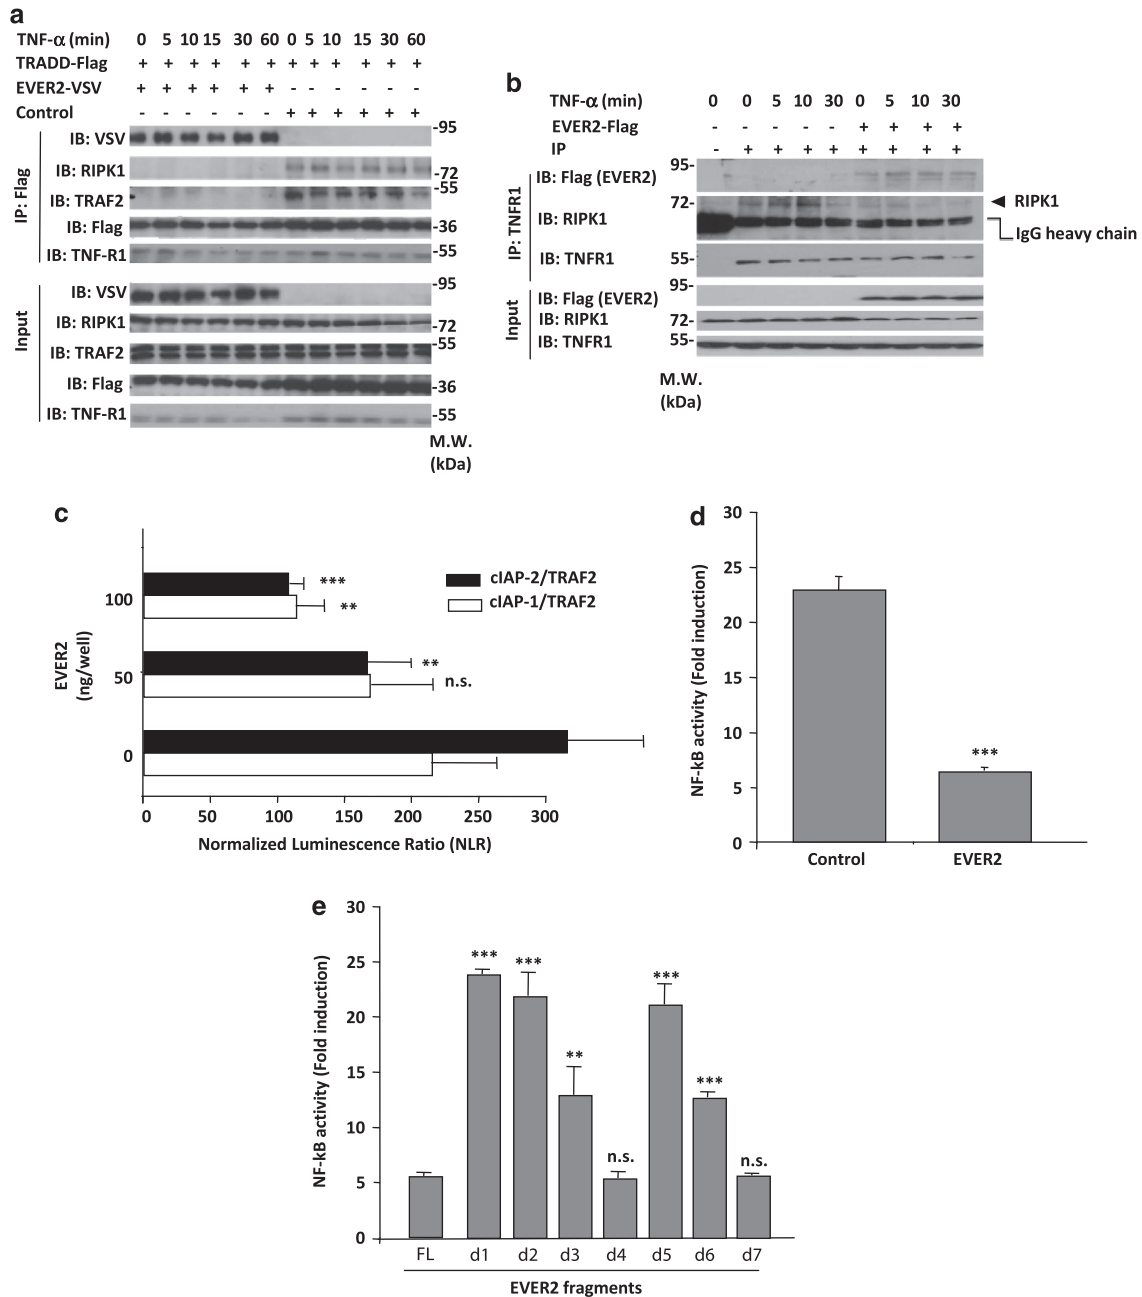 a
TNF-α (min) 0 5 10 15 30 60 0 5 10 15 30 60
TRADD-Flag + + + + + + + + + + + +
EVER2-VSV + + + + + + - - - - - -
Control - - - - - - + + + + + +
IP: Flag
IB: VSV -95
IB: RIPK1 -72
IB: TRAF2 -55
IB: Flag -36
IB: TNF-R1 -55
Input
IB: VSV -95
IB: RIPK1 -72
IB: TRAF2 -55
IB: Flag -36
IB: TNF-R1 -55
M.W.
(kDa)
b
TNF-α (min) 0 0 5 10 30 0 5 10 30
EVER2-Flag - - - - - + + + +
IP - + + + + + + + +
IP: TNFR1
95-
IB: Flag (EVER2)
72- RIPK1
IB: RIPK1
IgG heavy chain
IB: TNFR1 55-
Input
95-
IB: Flag (EVER2)
IB: RIPK1 72-
IB: TNFR1 55-
M.W.
(kDa)
c
EVER2
(ng/well)
100
50
0
***
**
**
n.s.
cIAP-2/TRAF2
cIAP-1/TRAF2
0 50 100 150 200 250 300
Normalized Luminescence Ratio (NLR)
d
NF-kB activity (Fold induction)
30
25
20
15
10
5
0
***
Control EVER2
e
NF-kB activity (Fold induction)
30
25
20
15
10
5
0
*** *** ** n.s. *** *** n.s.
FL d1 d2 d3 d4 d5 d6 d7
EVER2 fragments